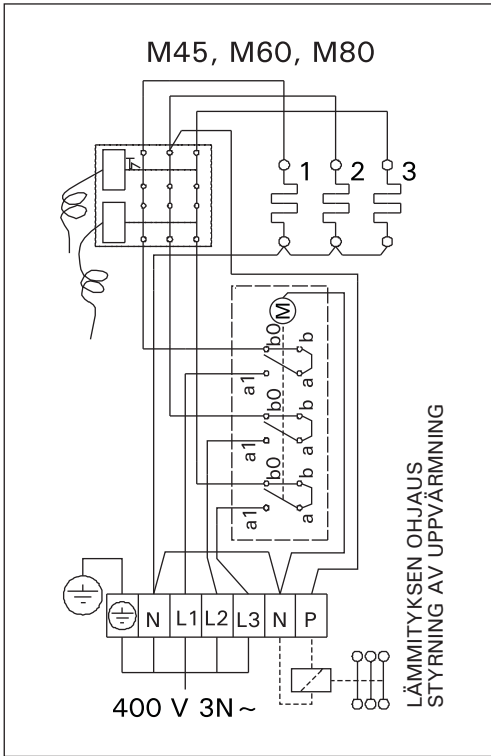 M45, M60, M80
1 2 3
M
b0 b
a1 a
b0 b
a1 a
b0 b
a1 a
LÄMMITYKSEN OHJAUS
STYRNING AV UPPVÄRMNING
N L1 L2 L3 N P
400 V 3N ~